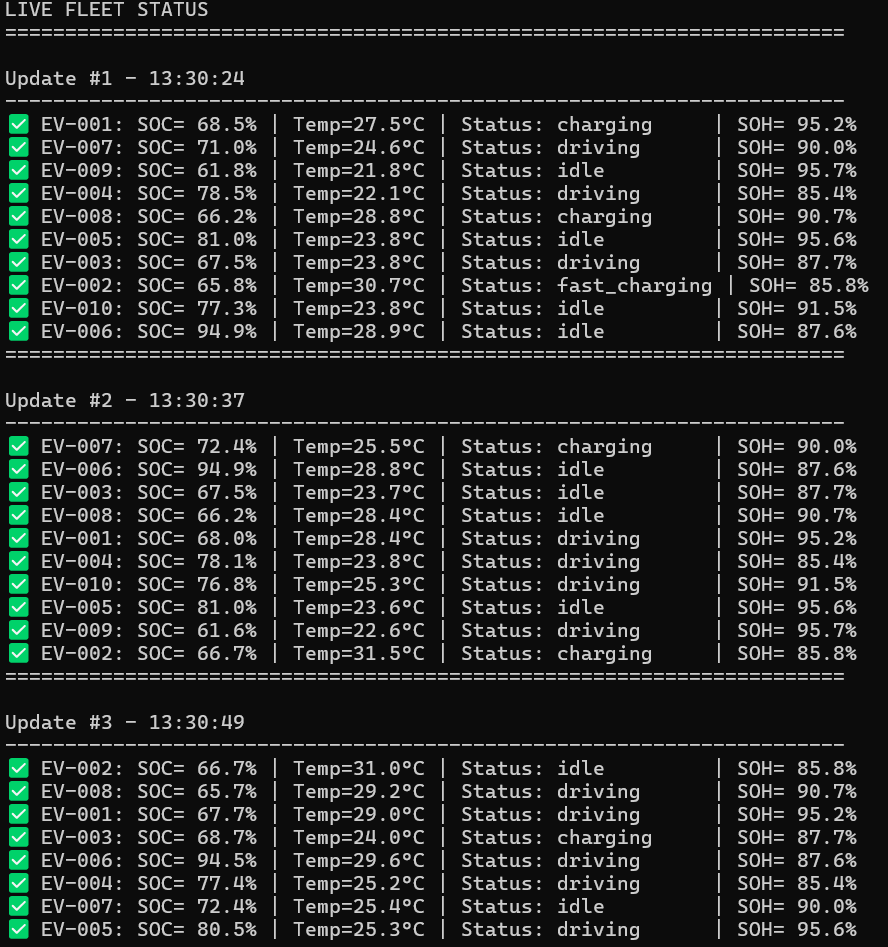 LIVE FLEET STATUS
======================================================================
Update #1 - 13:30:24
----------------------------------------------------------------------
✅ EV-001: SOC= 68.5% | Temp=27.5°C | Status: charging     | SOH= 95.2%
✅ EV-007: SOC= 71.0% | Temp=24.6°C | Status: driving      | SOH= 90.0%
✅ EV-009: SOC= 61.8% | Temp=21.8°C | Status: idle         | SOH= 95.7%
✅ EV-004: SOC= 78.5% | Temp=22.1°C | Status: driving      | SOH= 85.4%
✅ EV-008: SOC= 66.2% | Temp=28.8°C | Status: charging     | SOH= 90.7%
✅ EV-005: SOC= 81.0% | Temp=23.8°C | Status: idle         | SOH= 95.6%
✅ EV-003: SOC= 67.5% | Temp=23.8°C | Status: driving      | SOH= 87.7%
✅ EV-002: SOC= 65.8% | Temp=30.7°C | Status: fast_charging | SOH= 85.8%
✅ EV-010: SOC= 77.3% | Temp=23.8°C | Status: idle         | SOH= 91.5%
✅ EV-006: SOC= 94.9% | Temp=28.9°C | Status: idle         | SOH= 87.6%
======================================================================
Update #2 - 13:30:37
----------------------------------------------------------------------
✅ EV-007: SOC= 72.4% | Temp=25.5°C | Status: charging     | SOH= 90.0%
✅ EV-006: SOC= 94.9% | Temp=28.8°C | Status: idle         | SOH= 87.6%
✅ EV-003: SOC= 67.5% | Temp=23.7°C | Status: idle         | SOH= 87.7%
✅ EV-008: SOC= 66.2% | Temp=28.4°C | Status: idle         | SOH= 90.7%
✅ EV-001: SOC= 68.0% | Temp=28.4°C | Status: driving      | SOH= 95.2%
✅ EV-004: SOC= 78.1% | Temp=23.8°C | Status: driving      | SOH= 85.4%
✅ EV-010: SOC= 76.8% | Temp=25.3°C | Status: driving      | SOH= 91.5%
✅ EV-005: SOC= 81.0% | Temp=23.6°C | Status: idle         | SOH= 95.6%
✅ EV-009: SOC= 61.6% | Temp=22.6°C | Status: driving      | SOH= 95.7%
✅ EV-002: SOC= 66.7% | Temp=31.5°C | Status: charging     | SOH= 85.8%
======================================================================
Update #3 - 13:30:49
----------------------------------------------------------------------
✅ EV-002: SOC= 66.7% | Temp=31.0°C | Status: idle         | SOH= 85.8%
✅ EV-008: SOC= 65.7% | Temp=29.2°C | Status: driving      | SOH= 90.7%
✅ EV-001: SOC= 67.7% | Temp=29.0°C | Status: driving      | SOH= 95.2%
✅ EV-003: SOC= 68.7% | Temp=24.0°C | Status: charging     | SOH= 87.7%
✅ EV-006: SOC= 94.5% | Temp=29.6°C | Status: driving      | SOH= 87.6%
✅ EV-004: SOC= 77.4% | Temp=25.2°C | Status: driving      | SOH= 85.4%
✅ EV-007: SOC= 72.4% | Temp=25.4°C | Status: idle         | SOH= 90.0%
✅ EV-005: SOC= 80.5% | Temp=25.3°C | Status: driving      | SOH= 95.6%